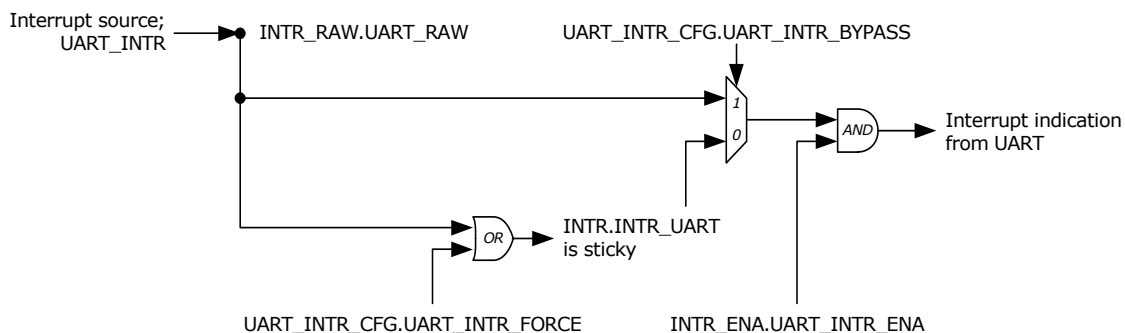 Interrupt source;
UART_INTR
INTR_RAW.UART_RAW
UART_INTR_CFG.UART_INTR_BYPASS
1
0
AND
Interrupt indication
from UART
OR
INTR.INTR_UART
is sticky
UART_INTR_CFG.UART_INTR_FORCE
INTR_ENA.UART_INTR_ENA